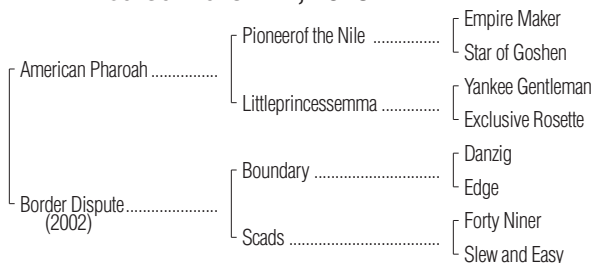 Empire Maker
Pioneerof the Nile ................
Star of Goshen
American Pharoah ................
Yankee Gentleman
Littleprincessemma ..............
Exclusive Rosette
Danzig
Boundary ..........................
Edge
Border Dispute......................
(2002)
Forty Niner
Scads ................................
Slew and Easy